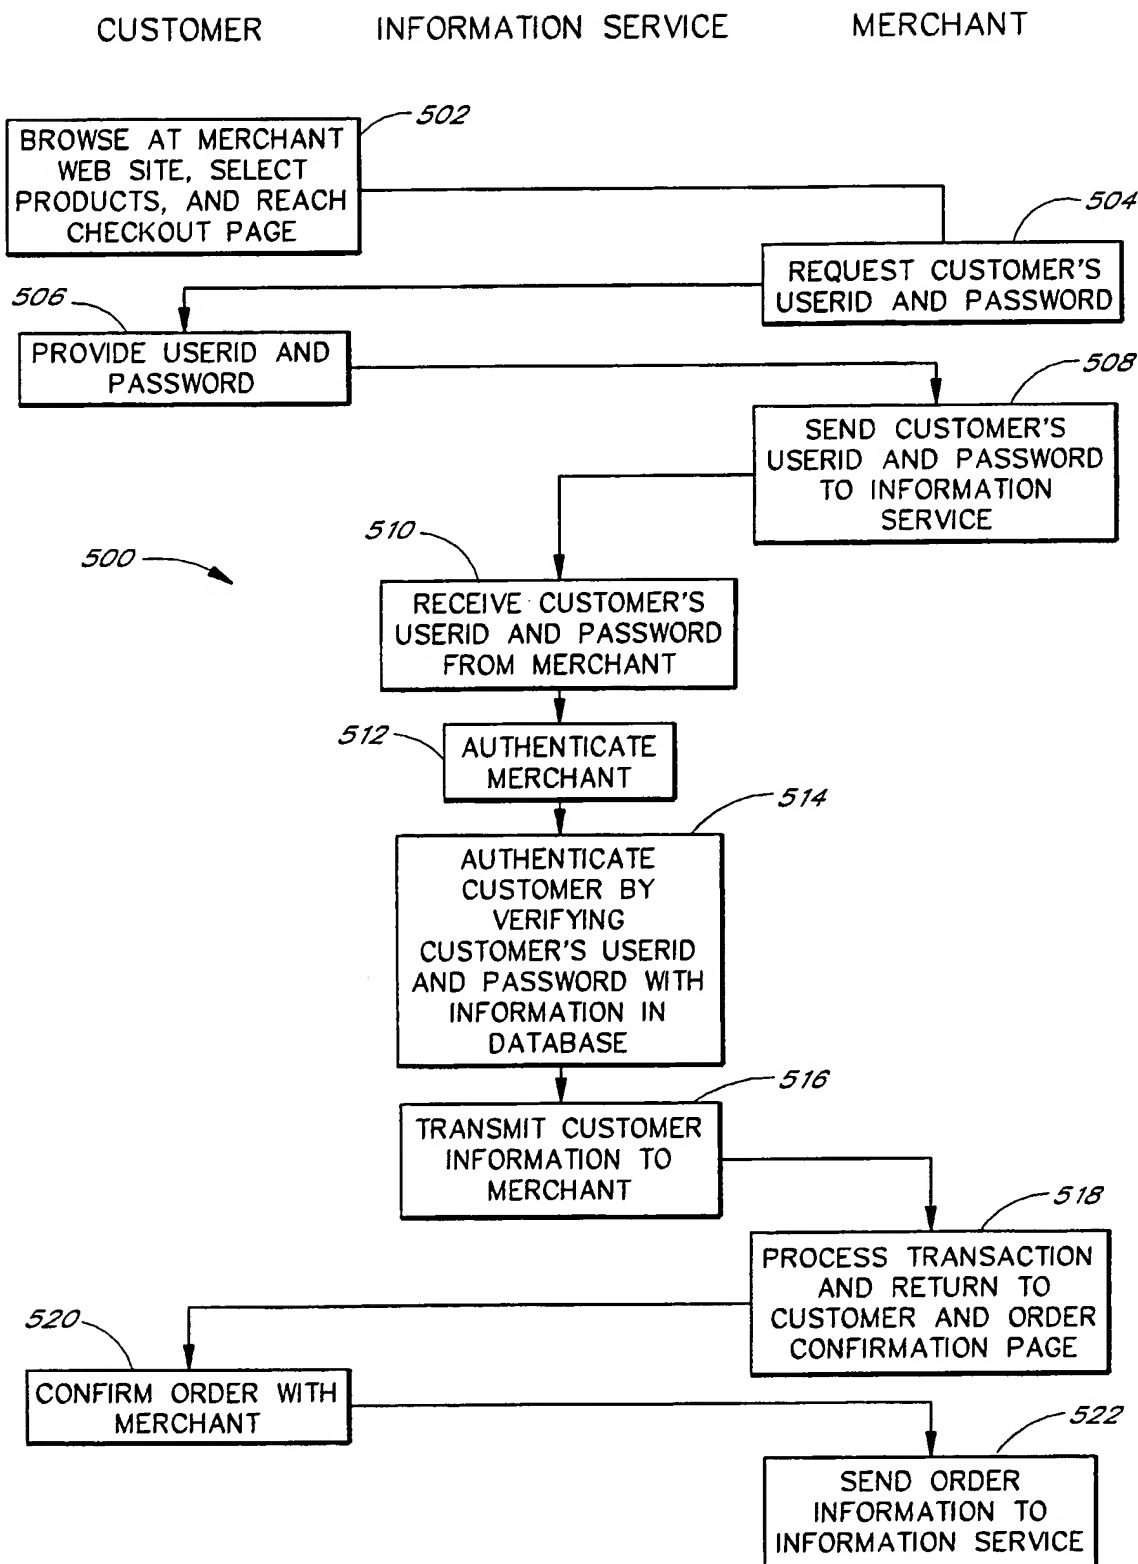 CUSTOMER INFORMATION SERVICE MERCHANT
502
BROWSE AT MERCHANT
WEB SITE, SELECT
PRODUCTS, AND REACH
CHECKOUT PAGE
504
REQUEST CUSTOMER'S
USERID AND PASSWORD
506
PROVIDE USERID AND
PASSWORD
508
SEND CUSTOMER'S
USERID AND PASSWORD
TO INFORMATION
SERVICE
500
510
RECEIVE CUSTOMER'S
USERID AND PASSWORD
FROM MERCHANT
512
AUTHENTICATE
MERCHANT
514
AUTHENTICATE
CUSTOMER BY
VERIFYING
CUSTOMER'S USERID
AND PASSWORD WITH
INFORMATION IN
DATABASE
516
TRANSMIT CUSTOMER
INFORMATION TO
MERCHANT
518
PROCESS TRANSACTION
AND RETURN TO
CUSTOMER AND ORDER
CONFIRMATION PAGE
520
CONFIRM ORDER WITH
MERCHANT
522
SEND ORDER
INFORMATION TO
INFORMATION SERVICE